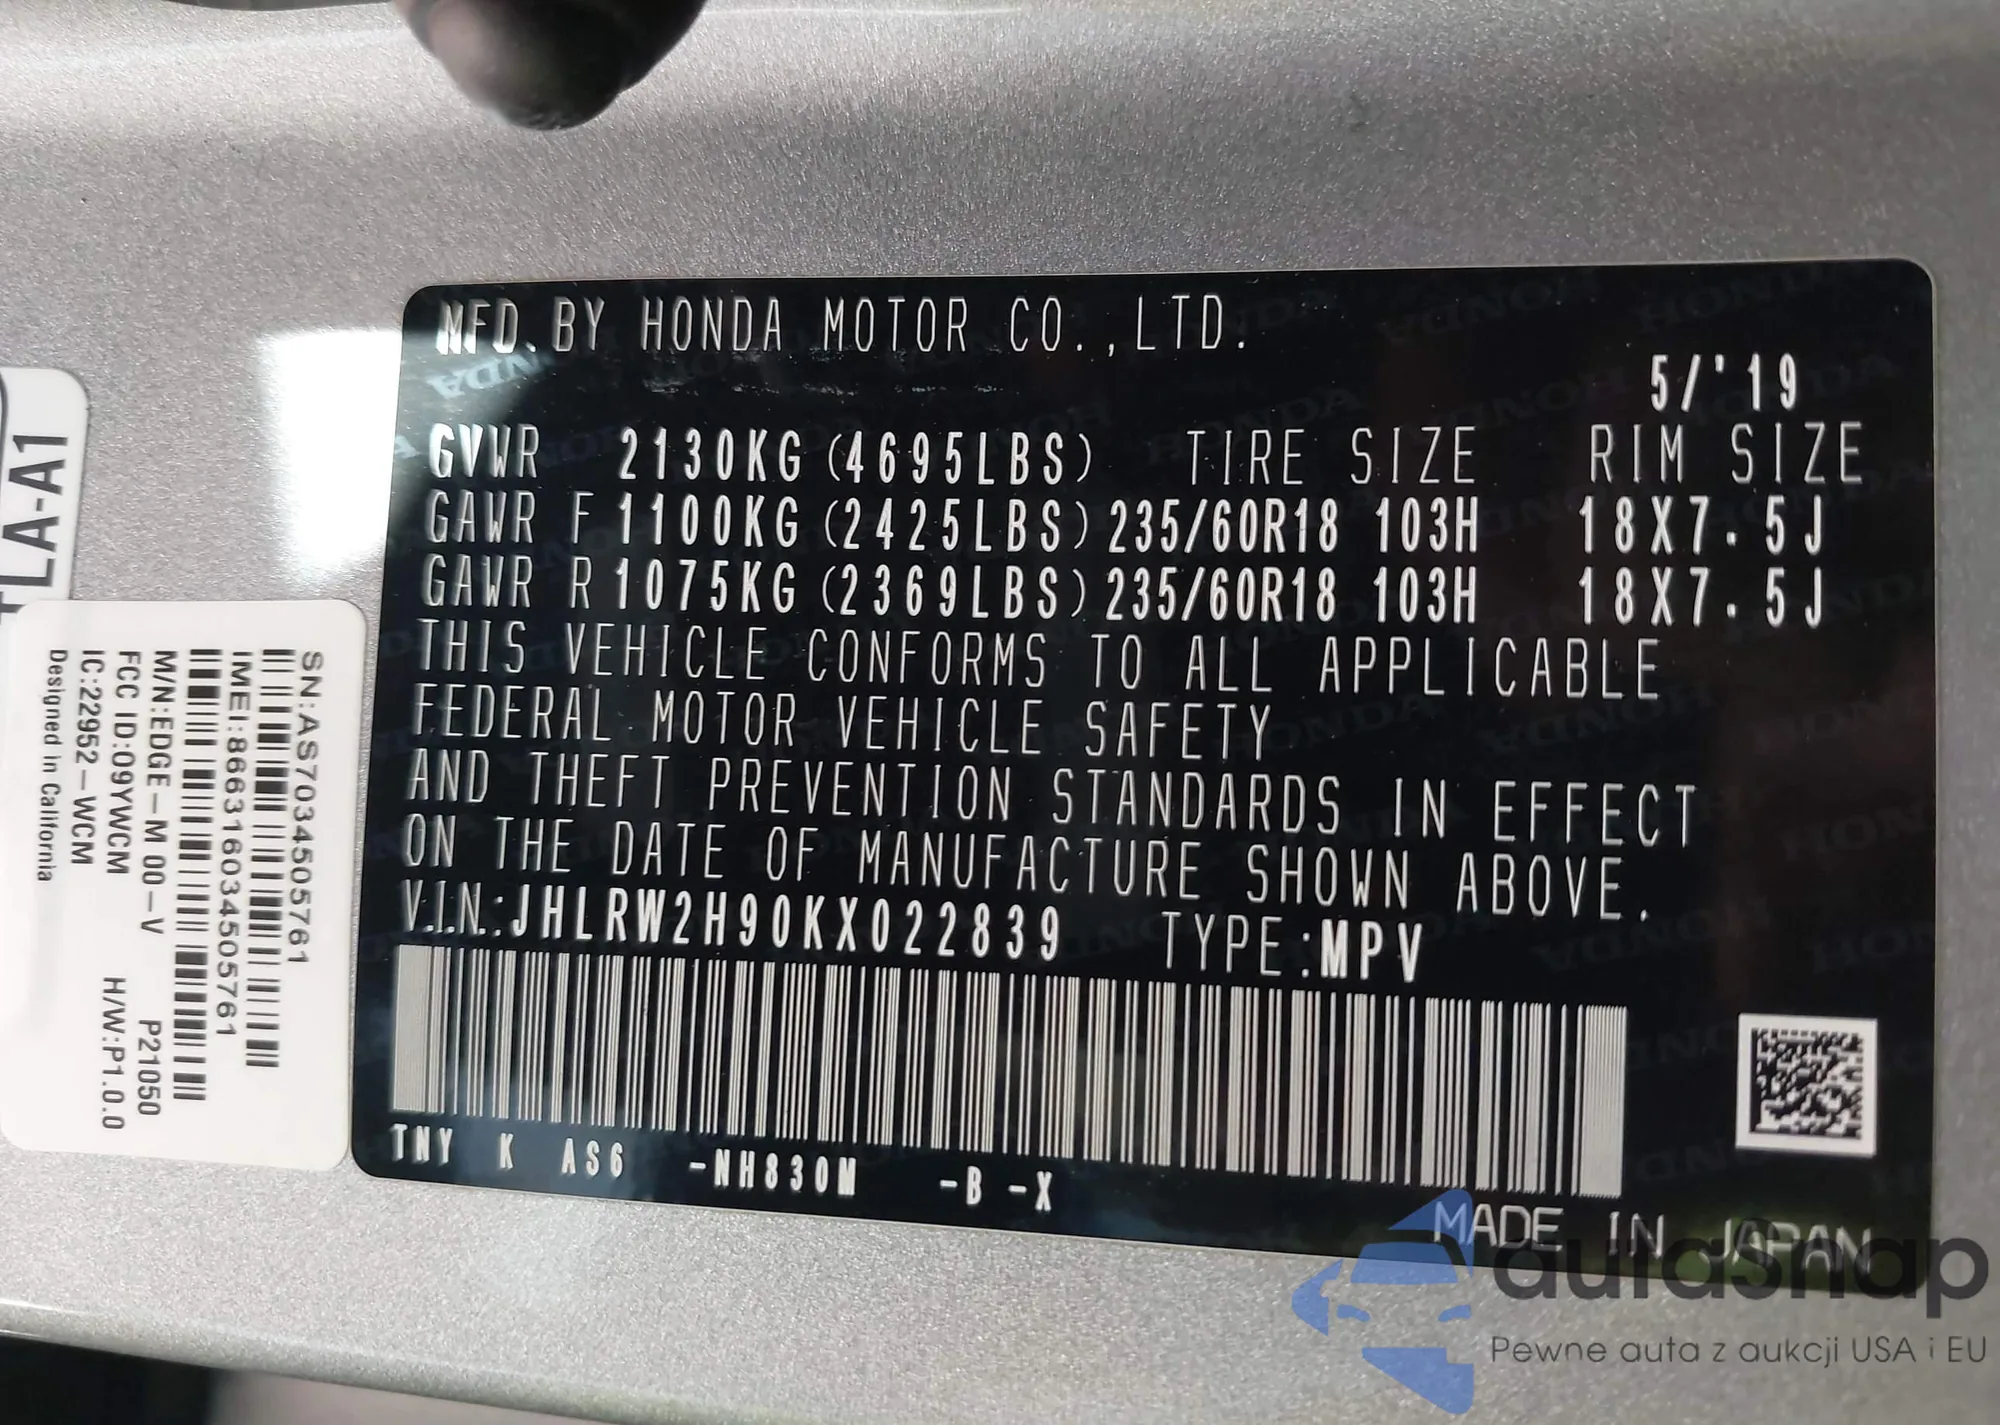 MFD. BY HONDA MOTOR CO.,LTD.
5/'19
GVWR 2130KG (4695LBS) TIRE SIZE RIM SIZE
GAWR F 1100KG (2425LBS) 235/60R18 103H 18X7.5J
GAWR R 1075KG (2369LBS) 235/60R18 103H 18X7.5J
THIS VEHICLE CONFORMS TO ALL APPLICABLE
FEDERAL MOTOR VEHICLE SAFETY
AND THEFT PREVENTION STANDARDS IN EFFECT
ON THE DATE OF MANUFACTURE SHOWN ABOVE.
V.I.N.:JHLRW2H90KX022839 TYPE:MPV
TNY K AS6 -NH830M -B -X
MADE IN JAPAN
TLA-A1
SN:AS703450505761
IMEI:866316034505761
M/N:EDGE-M 00-V P21050
FCC ID:09YWCM H/W:P1.0.0
IC:22952-WCM
Designed in California
autasnap
Pewne auta z aukcji USA i EU